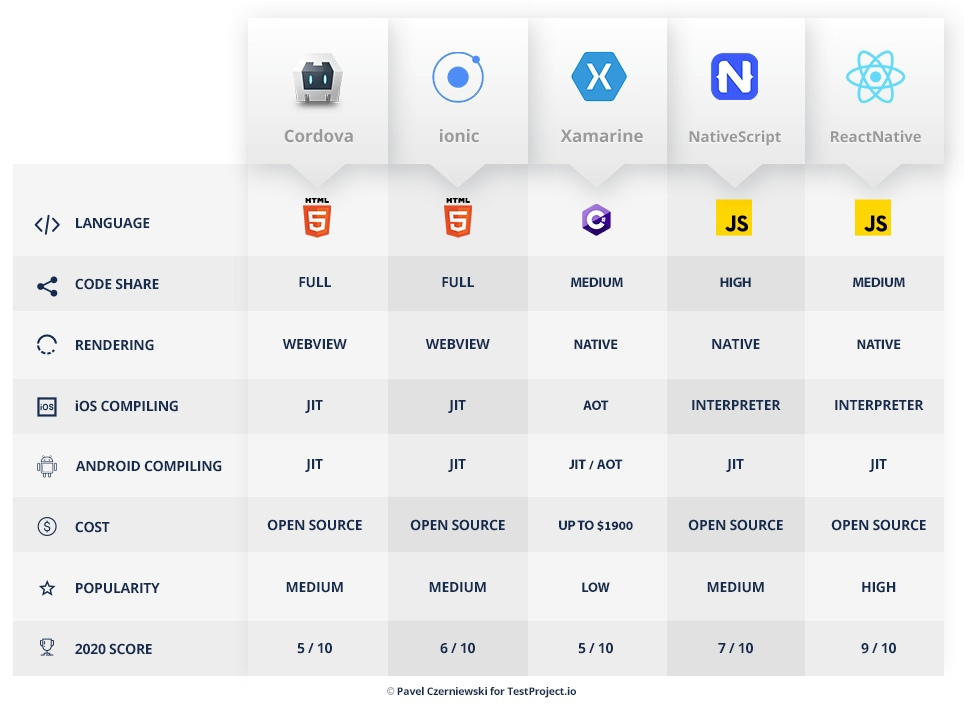 Cordova ionic Xamarine NativeScript ReactNative
LANGUAGE HTML 5 HTML 5 C# JS JS
CODE SHARE FULL FULL MEDIUM HIGH MEDIUM
RENDERING WEBVIEW WEBVIEW NATIVE NATIVE NATIVE
iOS iOS COMPILING JIT JIT AOT INTERPRETER INTERPRETER
ANDROID COMPILING JIT JIT JIT / AOT JIT JIT
$ COST OPEN SOURCE OPEN SOURCE UP TO $1900 OPEN SOURCE OPEN SOURCE
POPULARITY MEDIUM MEDIUM LOW MEDIUM HIGH
2020 SCORE 5 / 10 6 / 10 5 / 10 7 / 10 9 / 10
© Pavel Czerniewski for TestProject.io